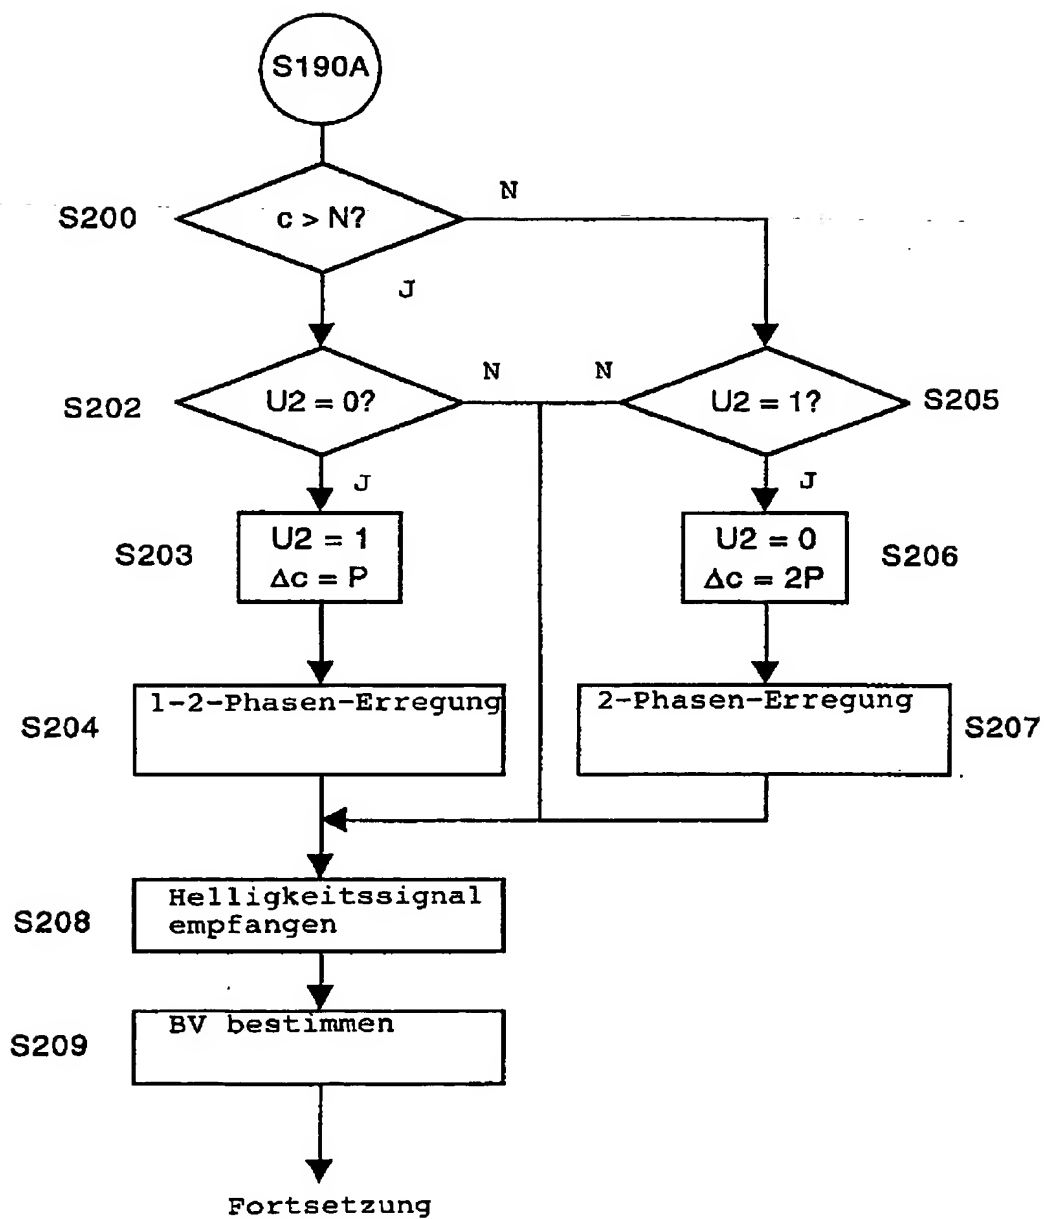 S190A
S200
c > N?
N
J
S202
U2 = 0?
N
N
U2 = 1?
S205
J
J
S203
U2 = 1
Δc = P
U2 = 0
Δc = 2P
S206
S204
1-2-Phasen-Erregung
2-Phasen-Erregung
S207
S208
Helligkeitssignal
empfangen
S209
BV bestimmen
Fortsetzung